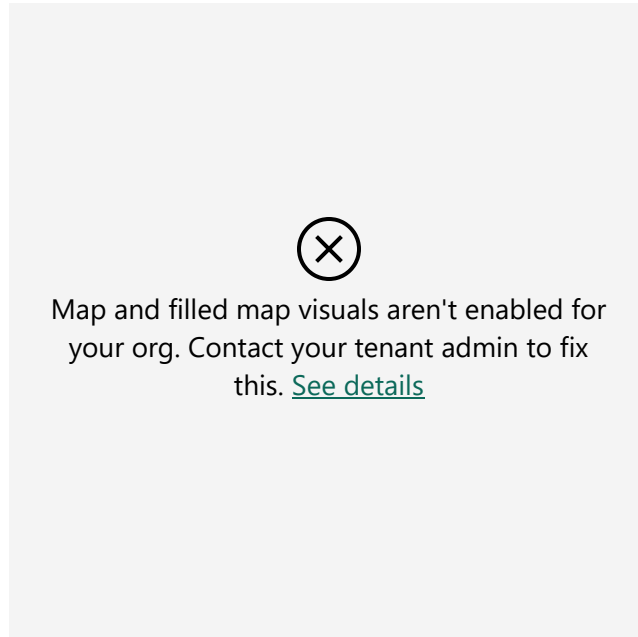 Map and filled map visuals aren't enabled for
your org. Contact your tenant admin to fix
this. See details